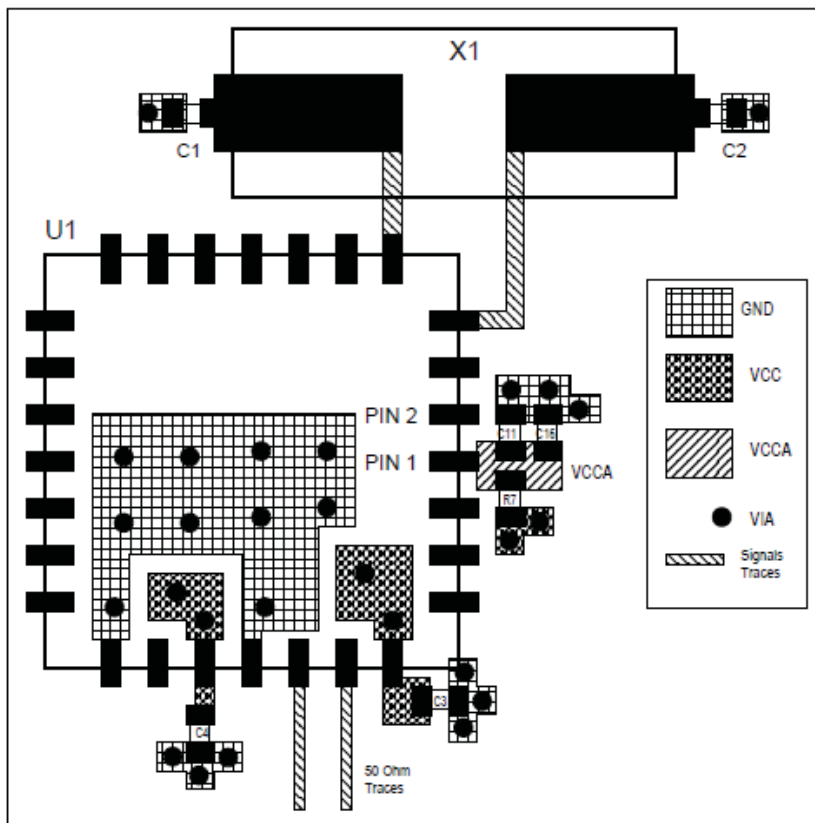 X1
C1
C2
U1
GND
VCC
PIN 2
C11
C16
PIN 1
VCCA
VCCA
R7
VIA
Signals
Traces
C3
C4
50 Ohm
Traces